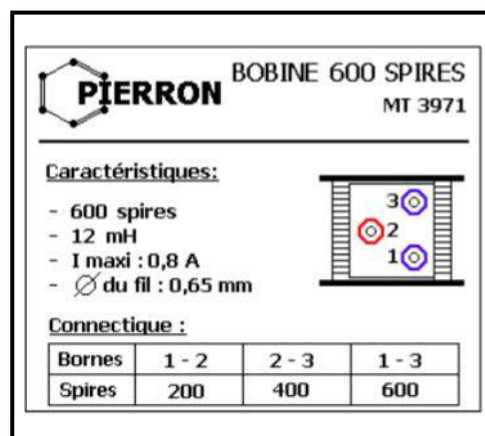 PIERRON
BOBINE 600 SPIRES
MT 3971
Caractéristiques:
- 600 spires
- 12 mH
- I maxi : 0,8 A
- ∅ du fil : 0,65 mm
3
2
1
Connectique :
Bornes 1 - 2 2 - 3 1 - 3
Spires 200 400 600